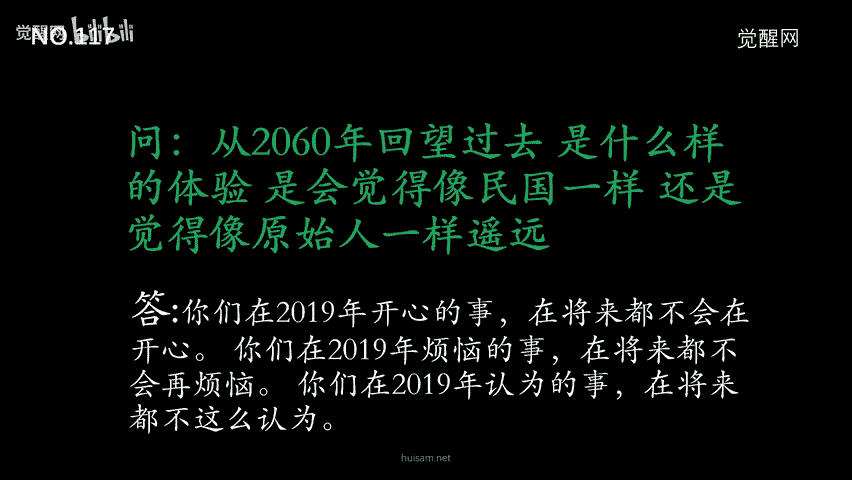 觉醒网 bilibili
NO.117
觉醒网
问：从2060年回望过去 是什么样
的体验 是会觉得像民国一样 还是
觉得像原始人一样遥远
答:你们在2019年开心的事，在将来都不会在
开心。 你们在2019年烦恼的事，在将来都不
会再烦恼。 你们在2019年认为的事，在将来
都不这么认为。
huisam.net